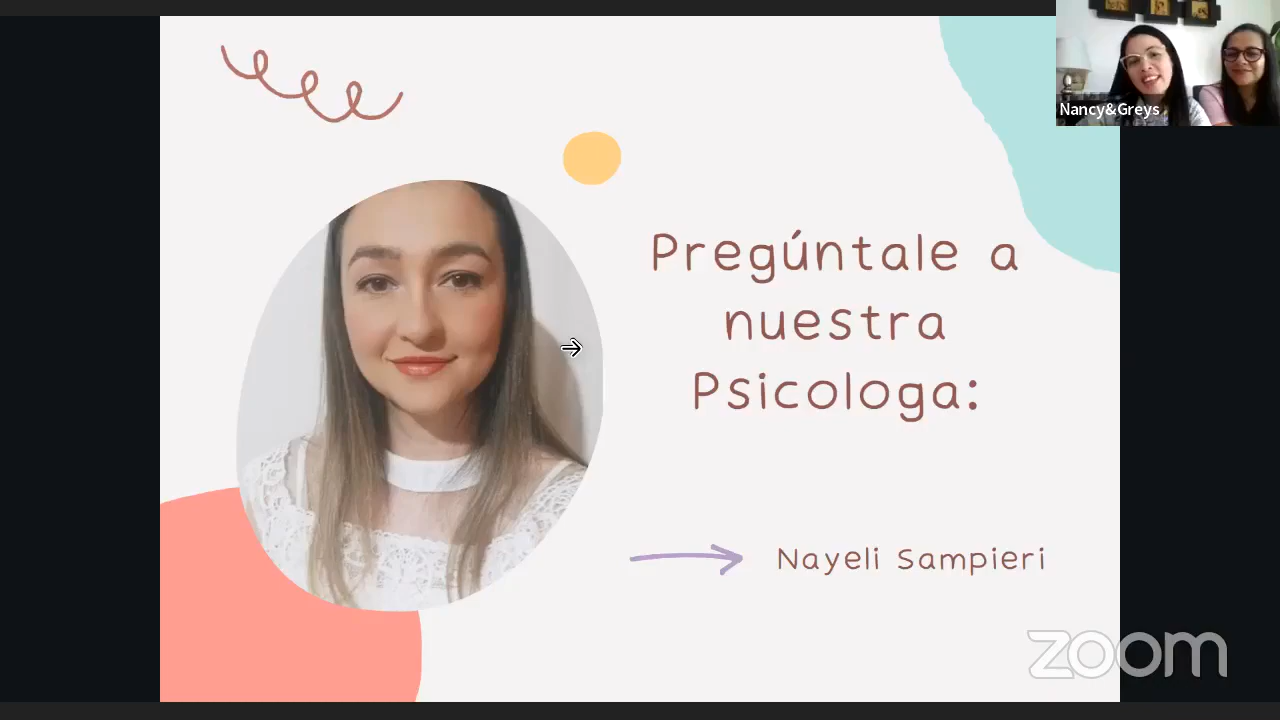 Nancy&Greys
Pregúntale a
nuestra
Psicologa:
Nayeli Sampieri
zoom